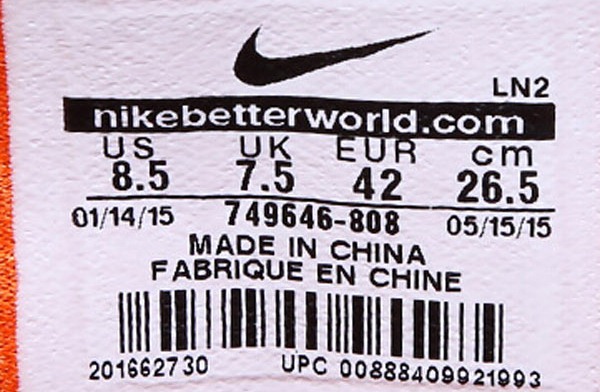 LN2
nikebetterworld.com
US UK EUR cm
8.5 7.5 42 26.5
01/14/15 749646-808 05/15/15
MADE IN CHINA
FABRIQUE EN CHINE
201662730 UPC 00888409921993